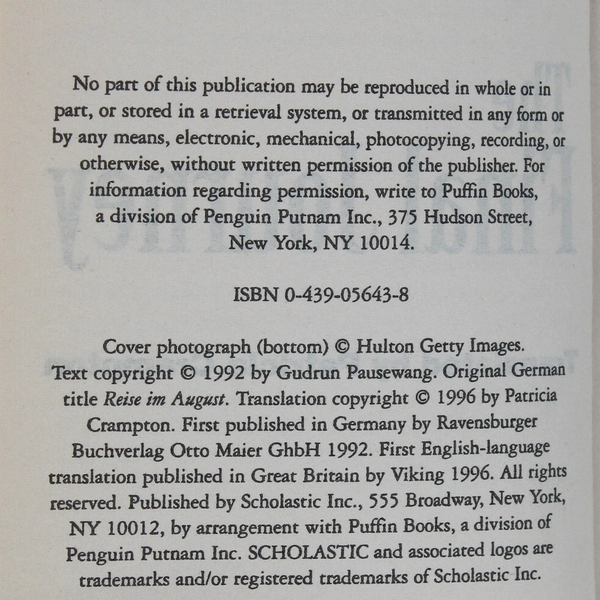 No part of this publication may be reproduced in whole or in
part, or stored in a retrieval system, or transmitted in any form or
by any means, electronic, mechanical, photocopying, recording, or
otherwise, without written permission of the publisher. For
information regarding permission, write to Puffin Books,
a division of Penguin Putnam Inc., 375 Hudson Street,
New York, NY 10014.
ISBN 0-439-05643-8
Cover photograph (bottom) © Hulton Getty Images.
Text copyright © 1992 by Gudrun Pausewang. Original German
title Reise im August. Translation copyright © 1996 by Patricia
Crampton. First published in Germany by Ravensburger
Buchverlag Otto Maier GhbH 1992. First English-language
translation published in Great Britain by Viking 1996. All rights
reserved. Published by Scholastic Inc., 555 Broadway, New York,
NY 10012, by arrangement with Puffin Books, a division of
Penguin Putnam Inc. SCHOLASTIC and associated logos are
trademarks and/or registered trademarks of Scholastic Inc.